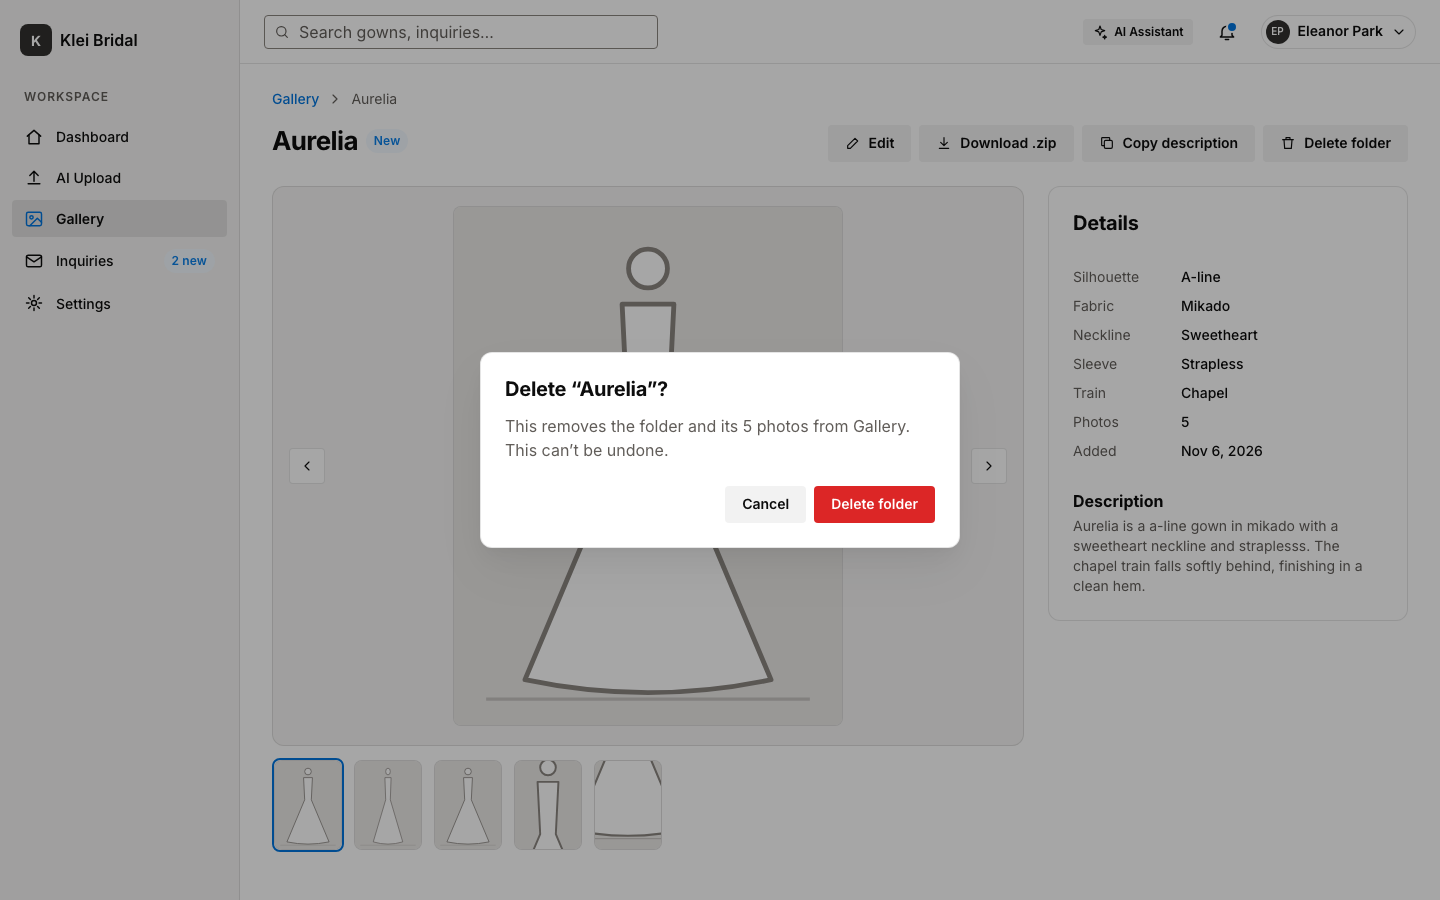 K
Klei Bridal
Search gowns, inquiries...
AI Assistant
EP
Eleanor Park
WORKSPACE
Dashboard
AI Upload
Gallery
Inquiries
2 new
Settings
Gallery
Aurelia
Aurelia
New
Edit
Download .zip
Copy description
Delete folder
Details
Silhouette A-line
Fabric Mikado
Neckline Sweetheart
Sleeve Strapless
Train Chapel
Photos 5
Added Nov 6, 2026
Description
Aurelia is a a-line gown in mikado with a
sweetheart neckline and straplesss. The
chapel train falls softly behind, finishing in a
clean hem.
Delete “Aurelia”?
This removes the folder and its 5 photos from Gallery.
This can’t be undone.
Cancel
Delete folder